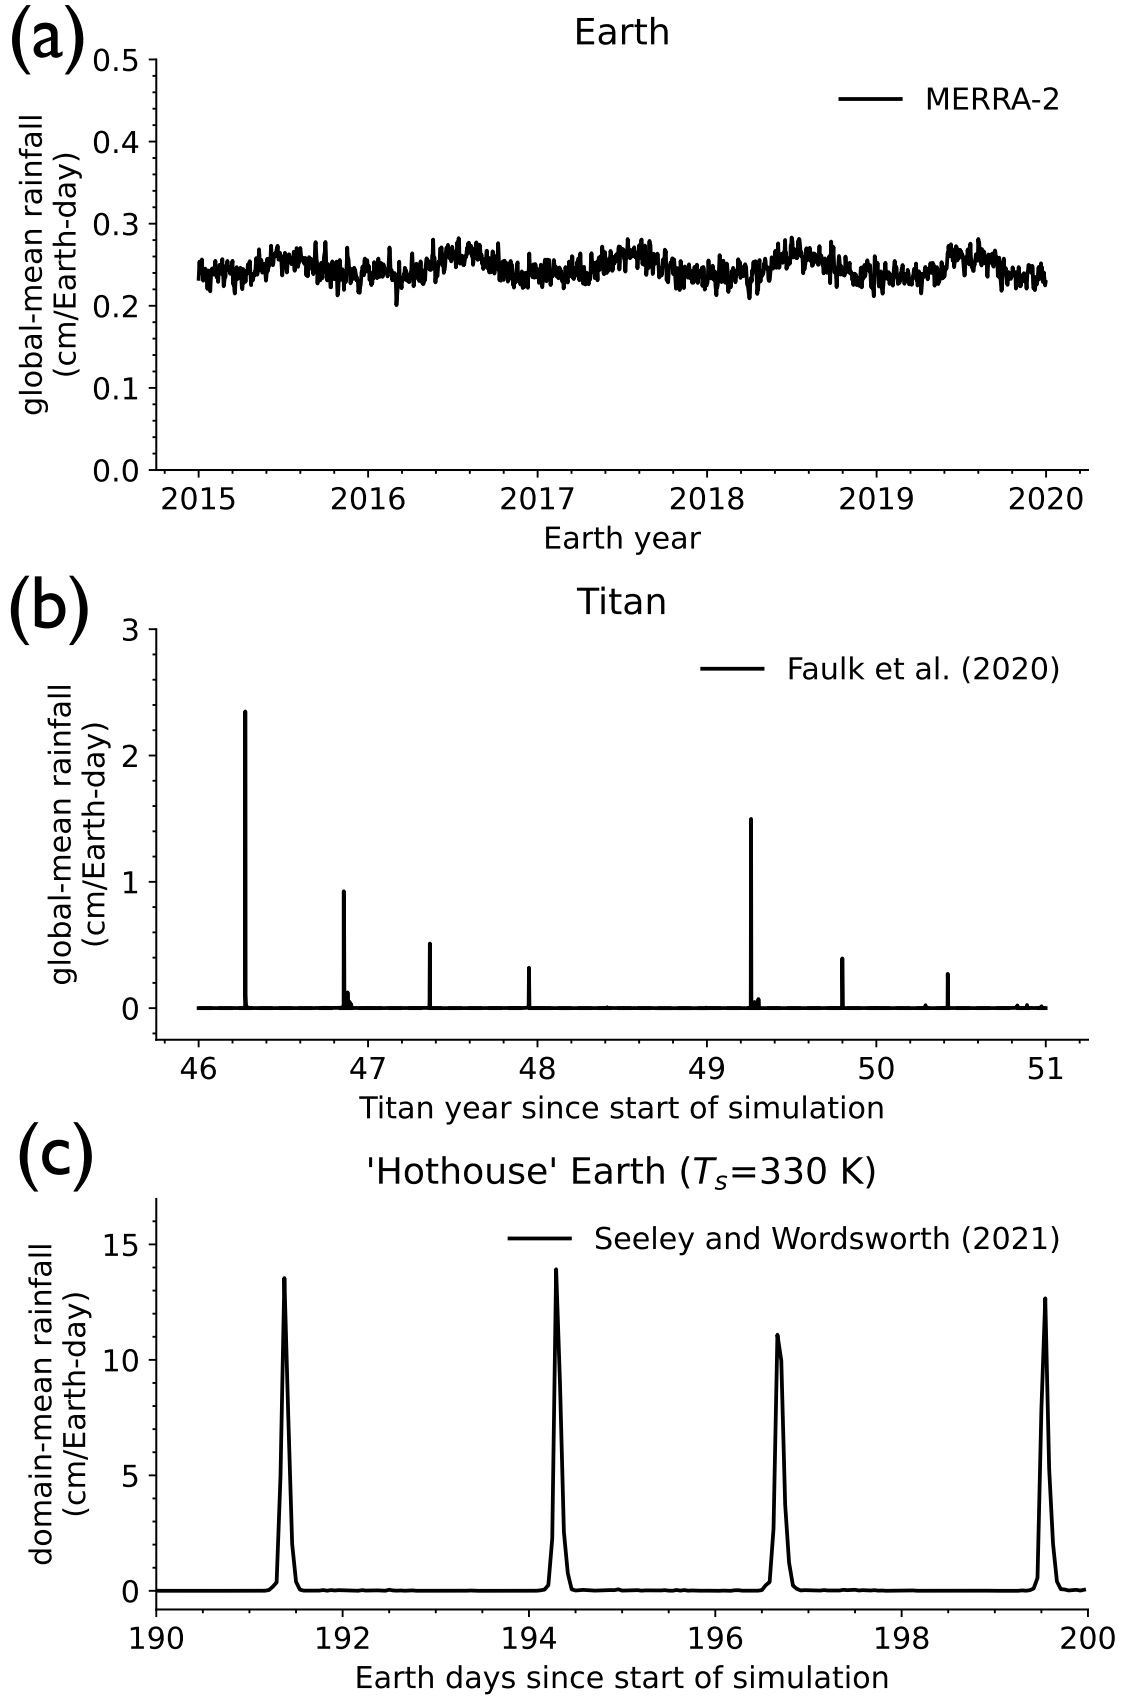 (a)
Earth
MERRA-2
global-mean rainfall
(cm/Earth-day)
0.5
0.4
0.3
0.2
0.1
0.0
2015 2016 2017 2018 2019 2020
Earth year
(b)
Titan
Faulk et al. (2020)
global-mean rainfall
(cm/Earth-day)
3
2
1
0
46 47 48 49 50 51
Titan year since start of simulation
(c)
'Hothouse' Earth (Ts=330 K)
Seeley and Wordsworth (2021)
domain-mean rainfall
(cm/Earth-day)
15
10
5
0
190 192 194 196 198 200
Earth days since start of simulation